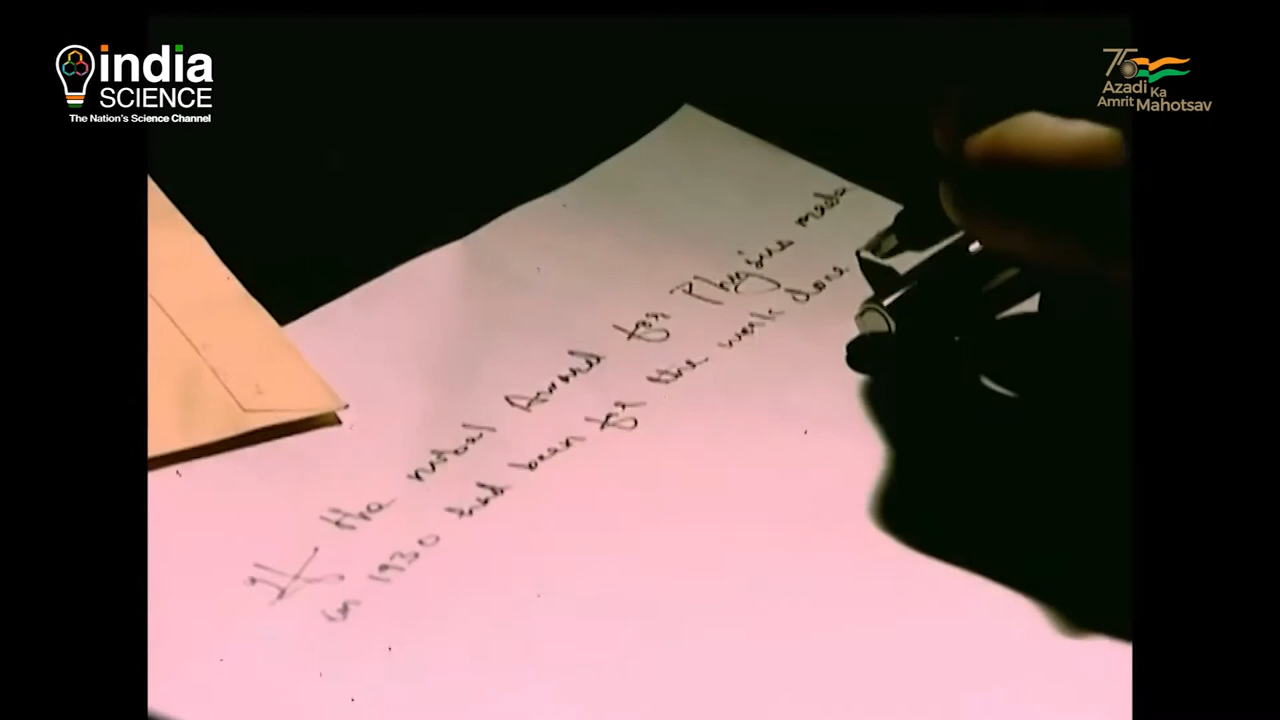 india
SCIENCE
The Nation's Science Channel
75
Azadi Ka
Amrit Mahotsav
If the nobel Award for Physics made
in 1930 had been for the work done